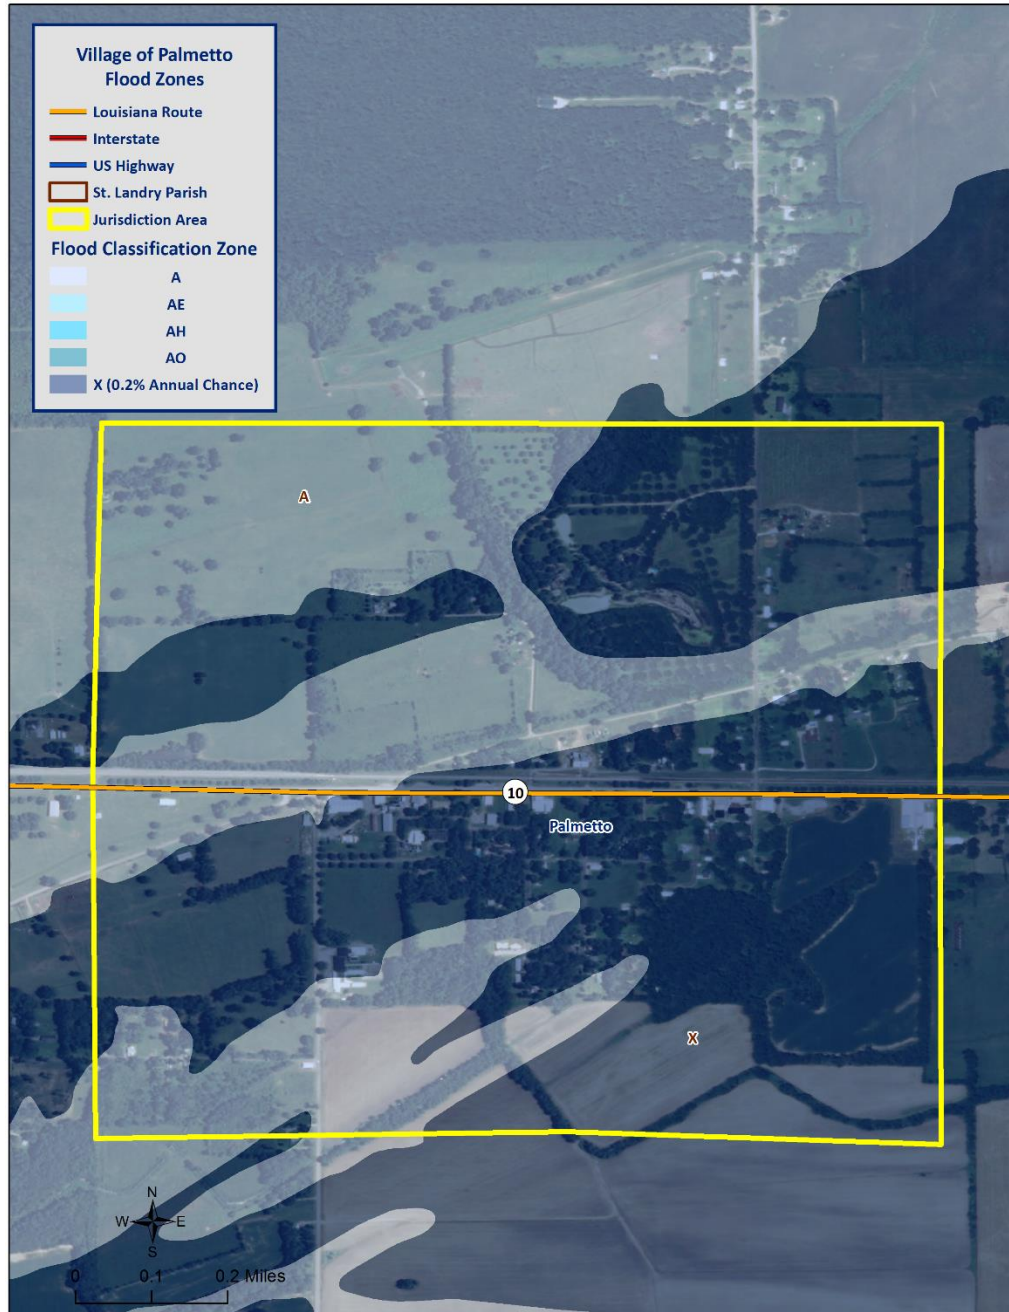 Village of Palmetto
Flood Zones
Louisiana Route
Interstate
US Highway
St. Landry Parish
Jurisdiction Area
Flood Classification Zone
A
AE
AH
AO
X (0.2% Annual Chance)
A
10
Palmetto
X
N
W E
S
0 0.1 0.2 Miles